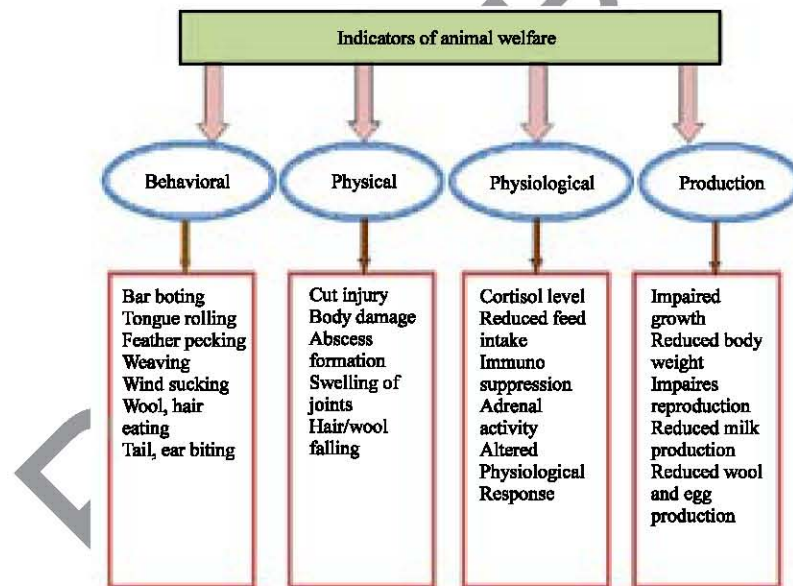 Indicators of animal welfare
Behavioral
Physical
Physiological
Production
Bar boting
Tongue rolling
Feather pecking
Weaving
Wind sucking
Wool, hair
eating
Tail, ear biting
Cut injury
Body damage
Abscess
formation
Swelling of
joints
Hair/wool
falling
Cortisol level
Reduced feed
intake
Immuno
suppression
Adrenal
activity
Altered
Physiological
Response
Impaired
growth
Reduced body
weight
Impaires
reproduction
Reduced milk
production
Reduced wool
and egg
production